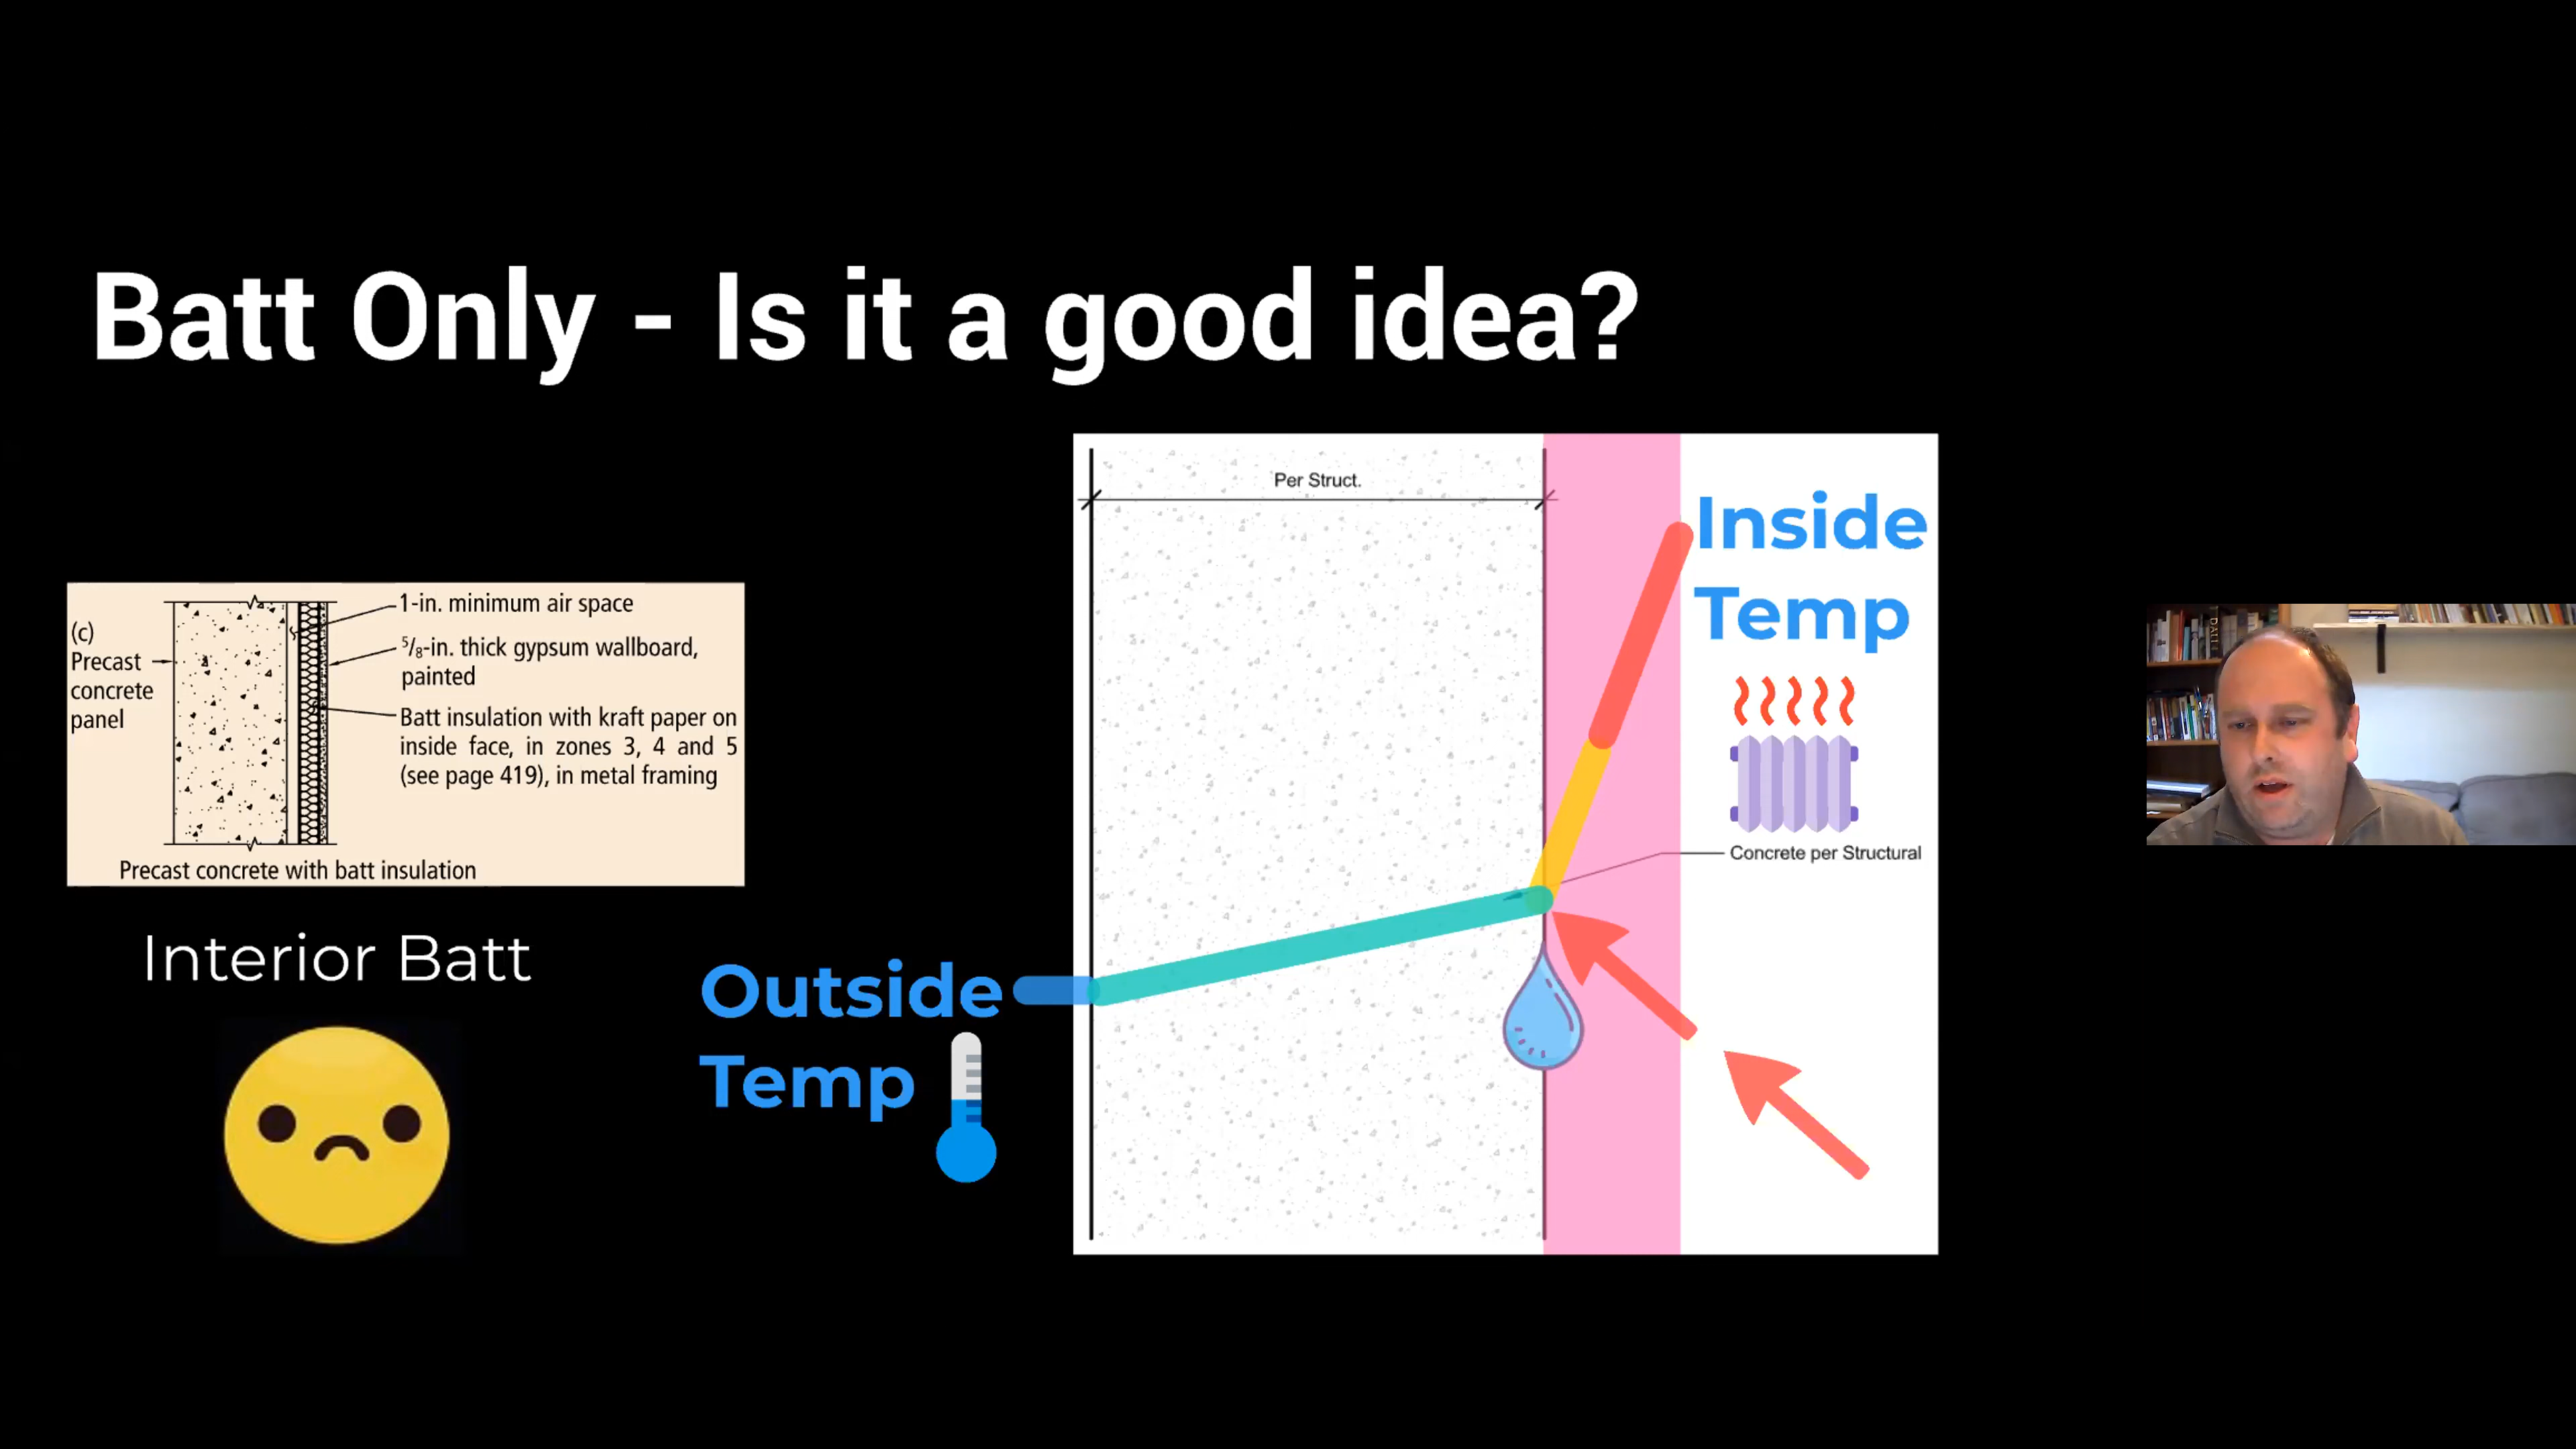 Batt Only - Is it a good idea?
(c)
Precast
concrete
panel
1-in. minimum air space
5/8-in. thick gypsum wallboard,
painted
Batt insulation with kraft paper on
inside face, in zones 3, 4 and 5
(see page 419), in metal framing
Precast concrete with batt insulation
Interior Batt
Per Struct.
Inside
Temp
Concrete per Structural
Outside
Temp